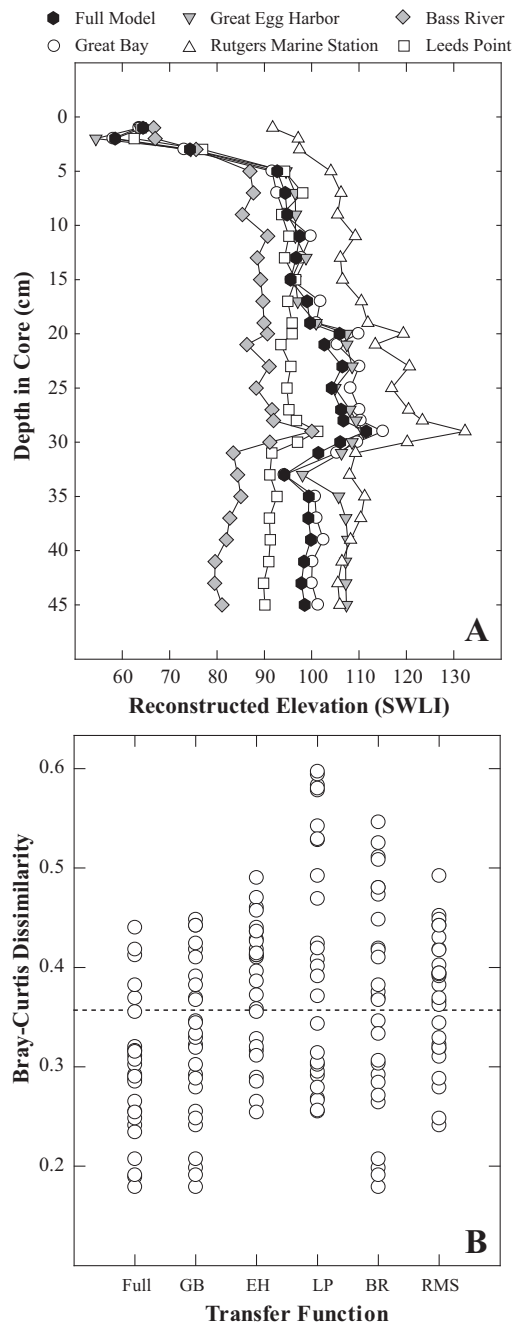 Full Model
Great Egg Harbor
Bass River
Great Bay
Rutgers Marine Station
Leeds Point
0
5
10
15
20
25
30
35
40
45
Depth in Core (cm)
A
60 70 80 90 100 110 120 130
Reconstructed Elevation (SWLI)
0.6
0.5
0.4
0.3
0.2
Bray-Curtis Dissimilarity
B
Full GB EH LP BR RMS
Transfer Function